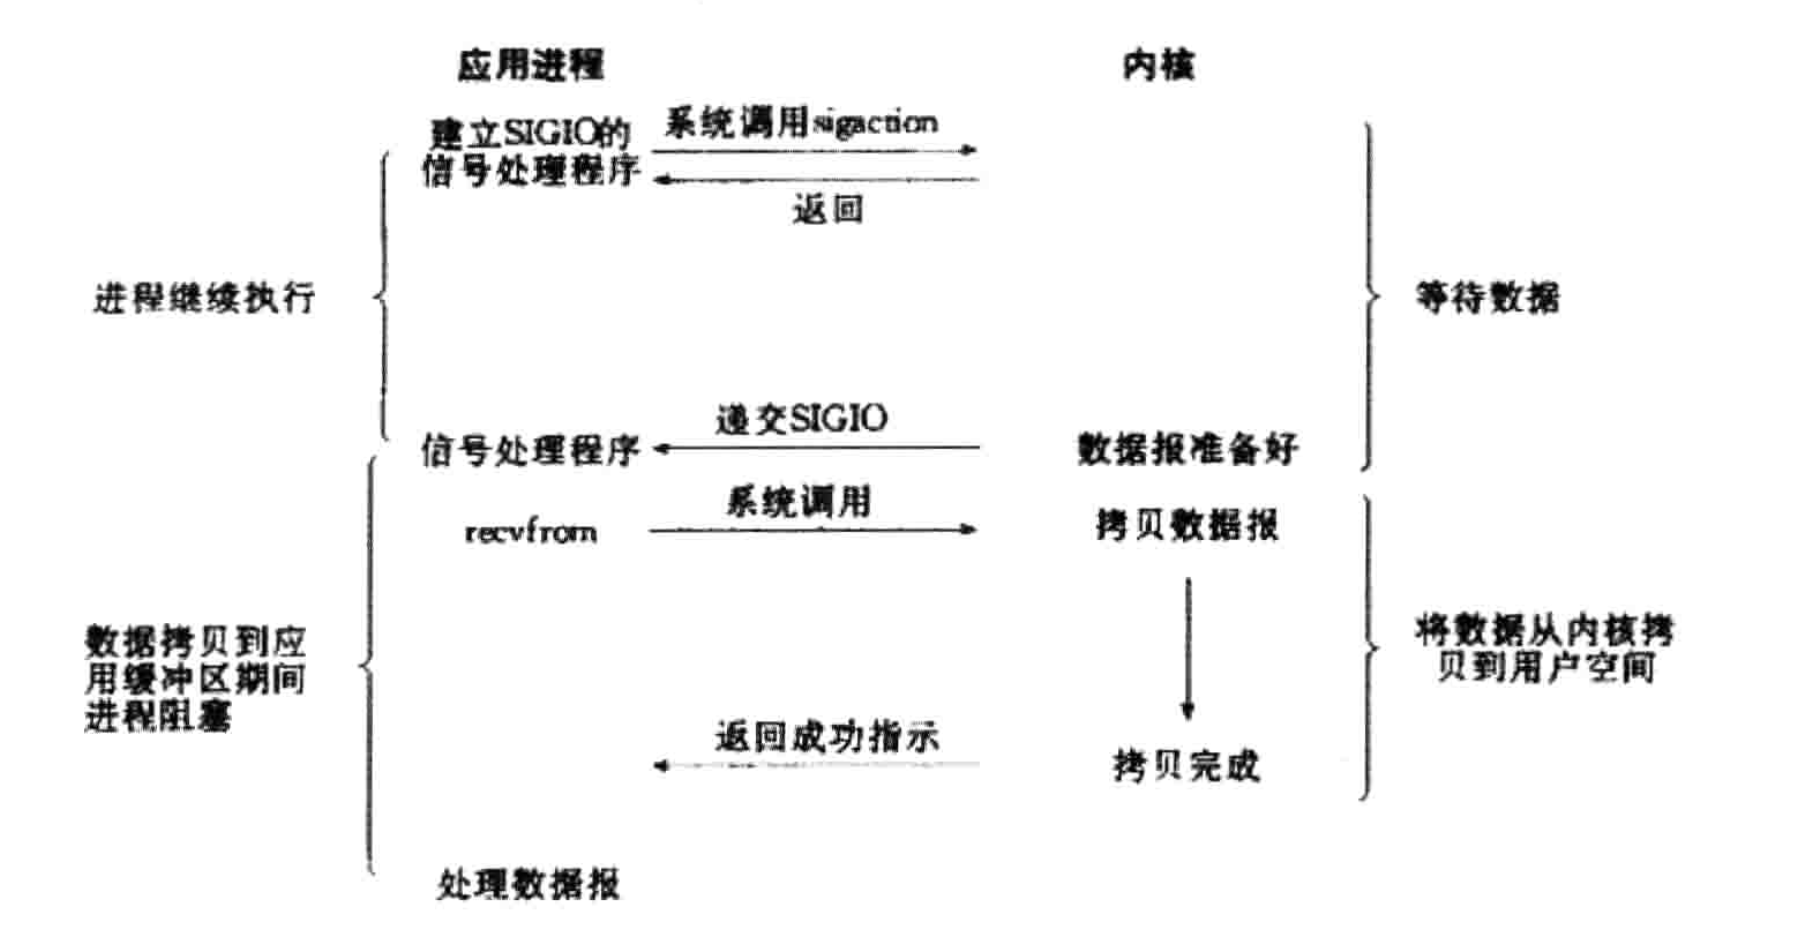 应用进程
内核
建立SIGIO的
信号处理程序
系统调用sigaction
返回
进程继续执行
等待数据
递交SIGIO
信号处理程序
数据报准备好
系统调用
recvfrom
拷贝数据报
数据拷贝到应
用缓冲区期间
进程阻塞
将数据从内核拷
贝到用户空间
返回成功指示
拷贝完成
处理数据报